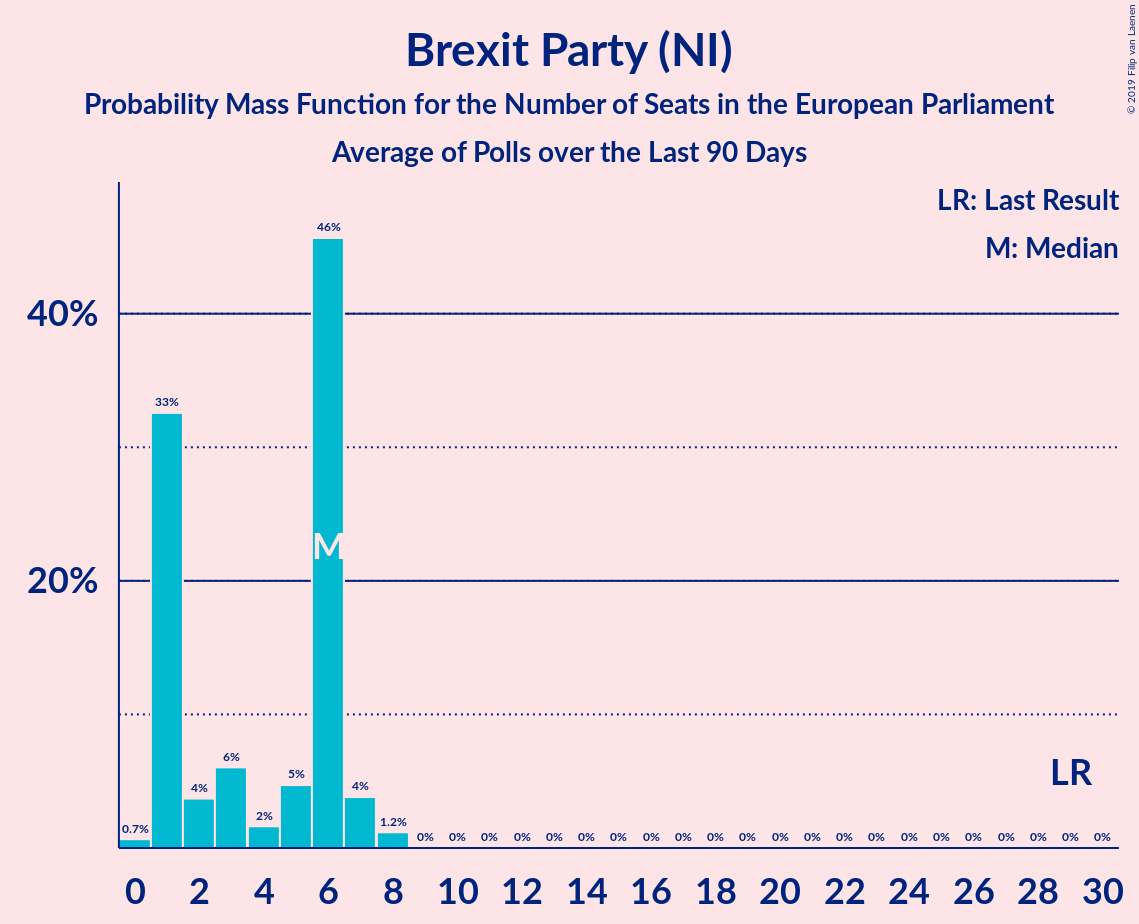 Brexit Party (NI)
Probability Mass Function for the Number of Seats in the European Parliament
Average of Polls over the Last 90 Days
© 2019 Filip van Laenen
LR: Last Result
M: Median
46%
40%
33%
M
20%
LR
6%
5%
4%
4%
2%
1.2%
0.7%
0% 0% 0% 0% 0% 0% 0% 0% 0% 0% 0% 0% 0% 0% 0% 0% 0% 0% 0% 0% 0% 0%
0 2 4 6 8 10 12 14 16 18 20 22 24 26 28 30